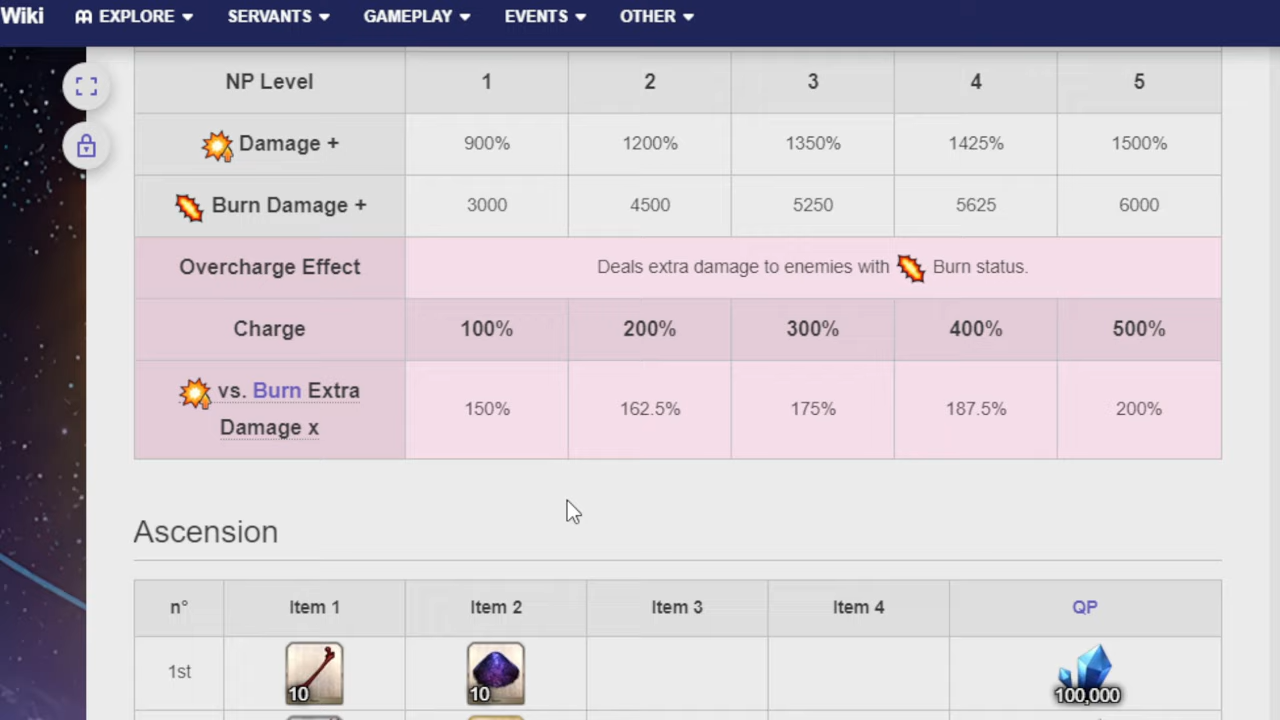 Wiki EXPLORE SERVANTS GAMEPLAY EVENTS OTHER
NP Level 1 2 3 4 5
Damage + 900% 1200% 1350% 1425% 1500%
Burn Damage + 3000 4500 5250 5625 6000
Overcharge Effect Deals extra damage to enemies with Burn status.
Charge 100% 200% 300% 400% 500%
vs. Burn Extra
Damage x 150% 162.5% 175% 187.5% 200%
Ascension
n° Item 1 Item 2 Item 3 Item 4 QP
1st 10 10 100,000